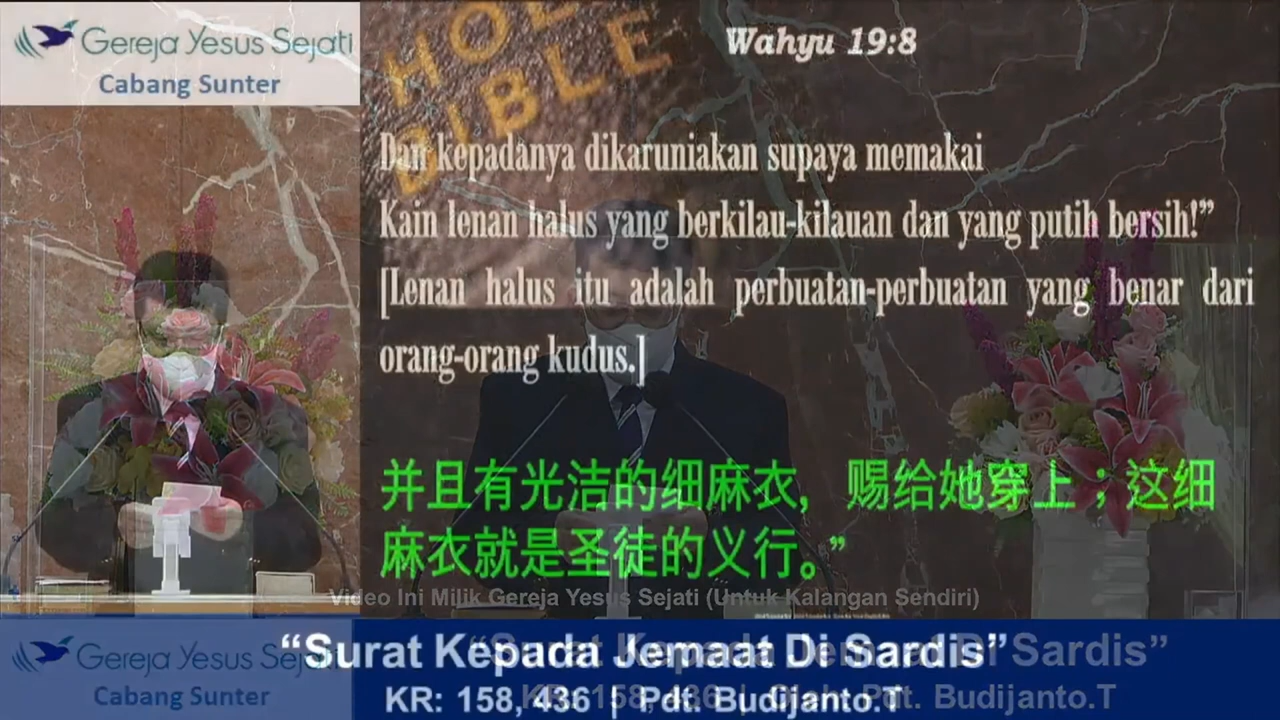 Gereja Yesus Sejati
Cabang Sunter
HOLY
BIBLE
Wahyu 19:8
Dan kepadanya dikaruniakan supaya memakai
Kain lenan halus yang berkilau-kilauan dan yang putih bersih!”
[Lenan halus itu adalah perbuatan-perbuatan yang benar dari
orang-orang kudus.]
并且有光洁的细麻衣，赐给她穿上；这细
麻衣就是圣徒的义行。”
Video Ini Milik Gereja Yesus Sejati (Untuk Kalangan Sendiri)
Gereja Yesus Sejati
Cabang Sunter
“Surat Kepada Jemaat Di Sardis”
KR: 158, 436 | Pdt. Budijanto.T